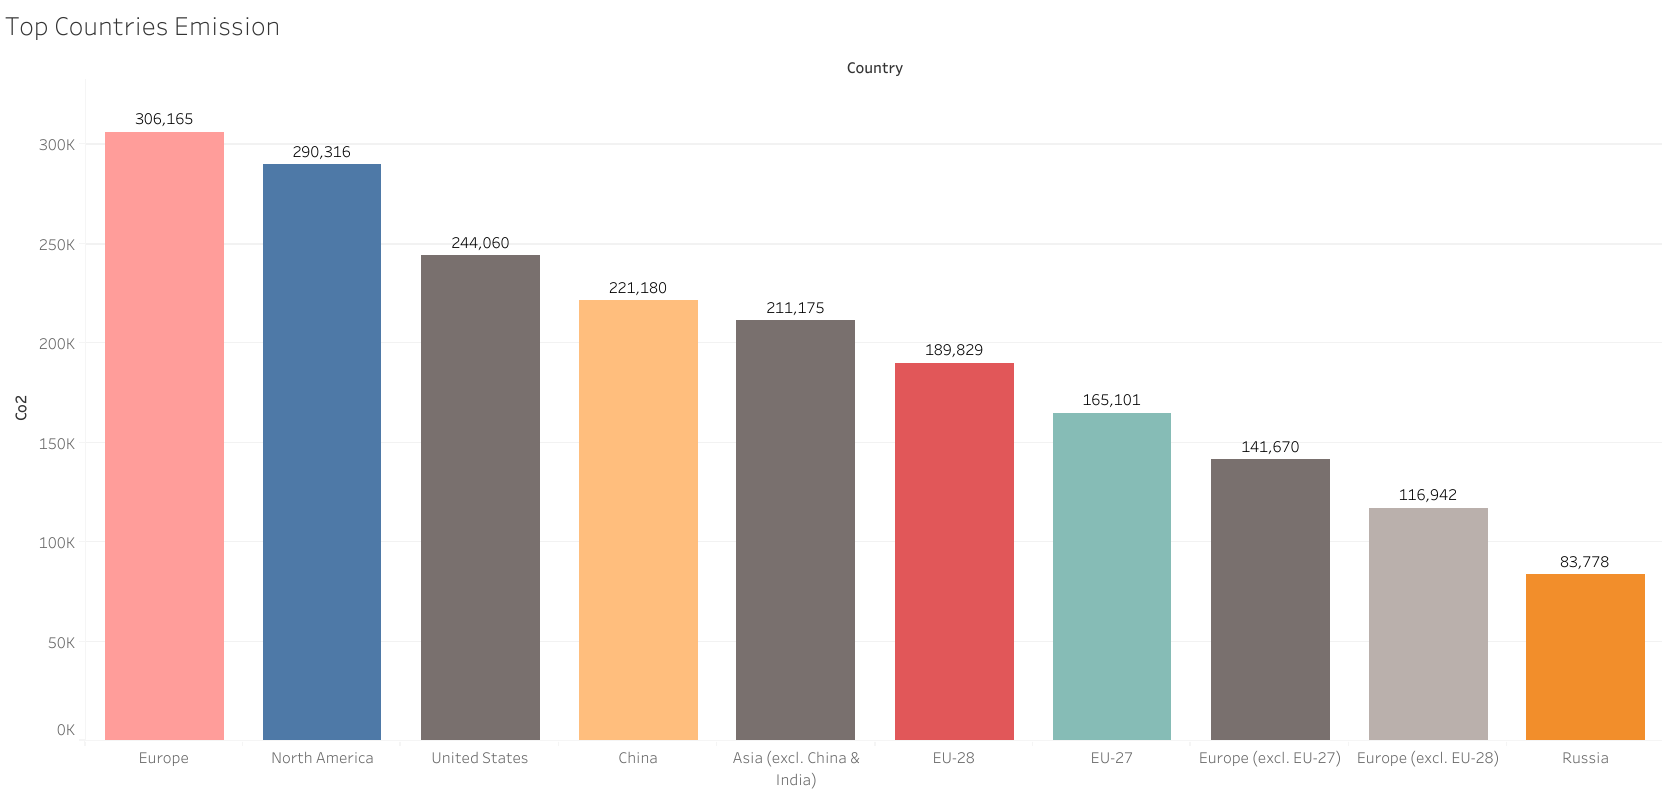 Top Countries Emission
Country
306,165
290,316
244,060
221,180
211,175
189,829
165,101
141,670
116,942
83,778
300K
250K
200K
150K
100K
50K
0K
Co2
Europe
North America
United States
China
Asia (excl. China &
India)
EU-28
EU-27
Europe (excl. EU-27)
Europe (excl. EU-28)
Russia